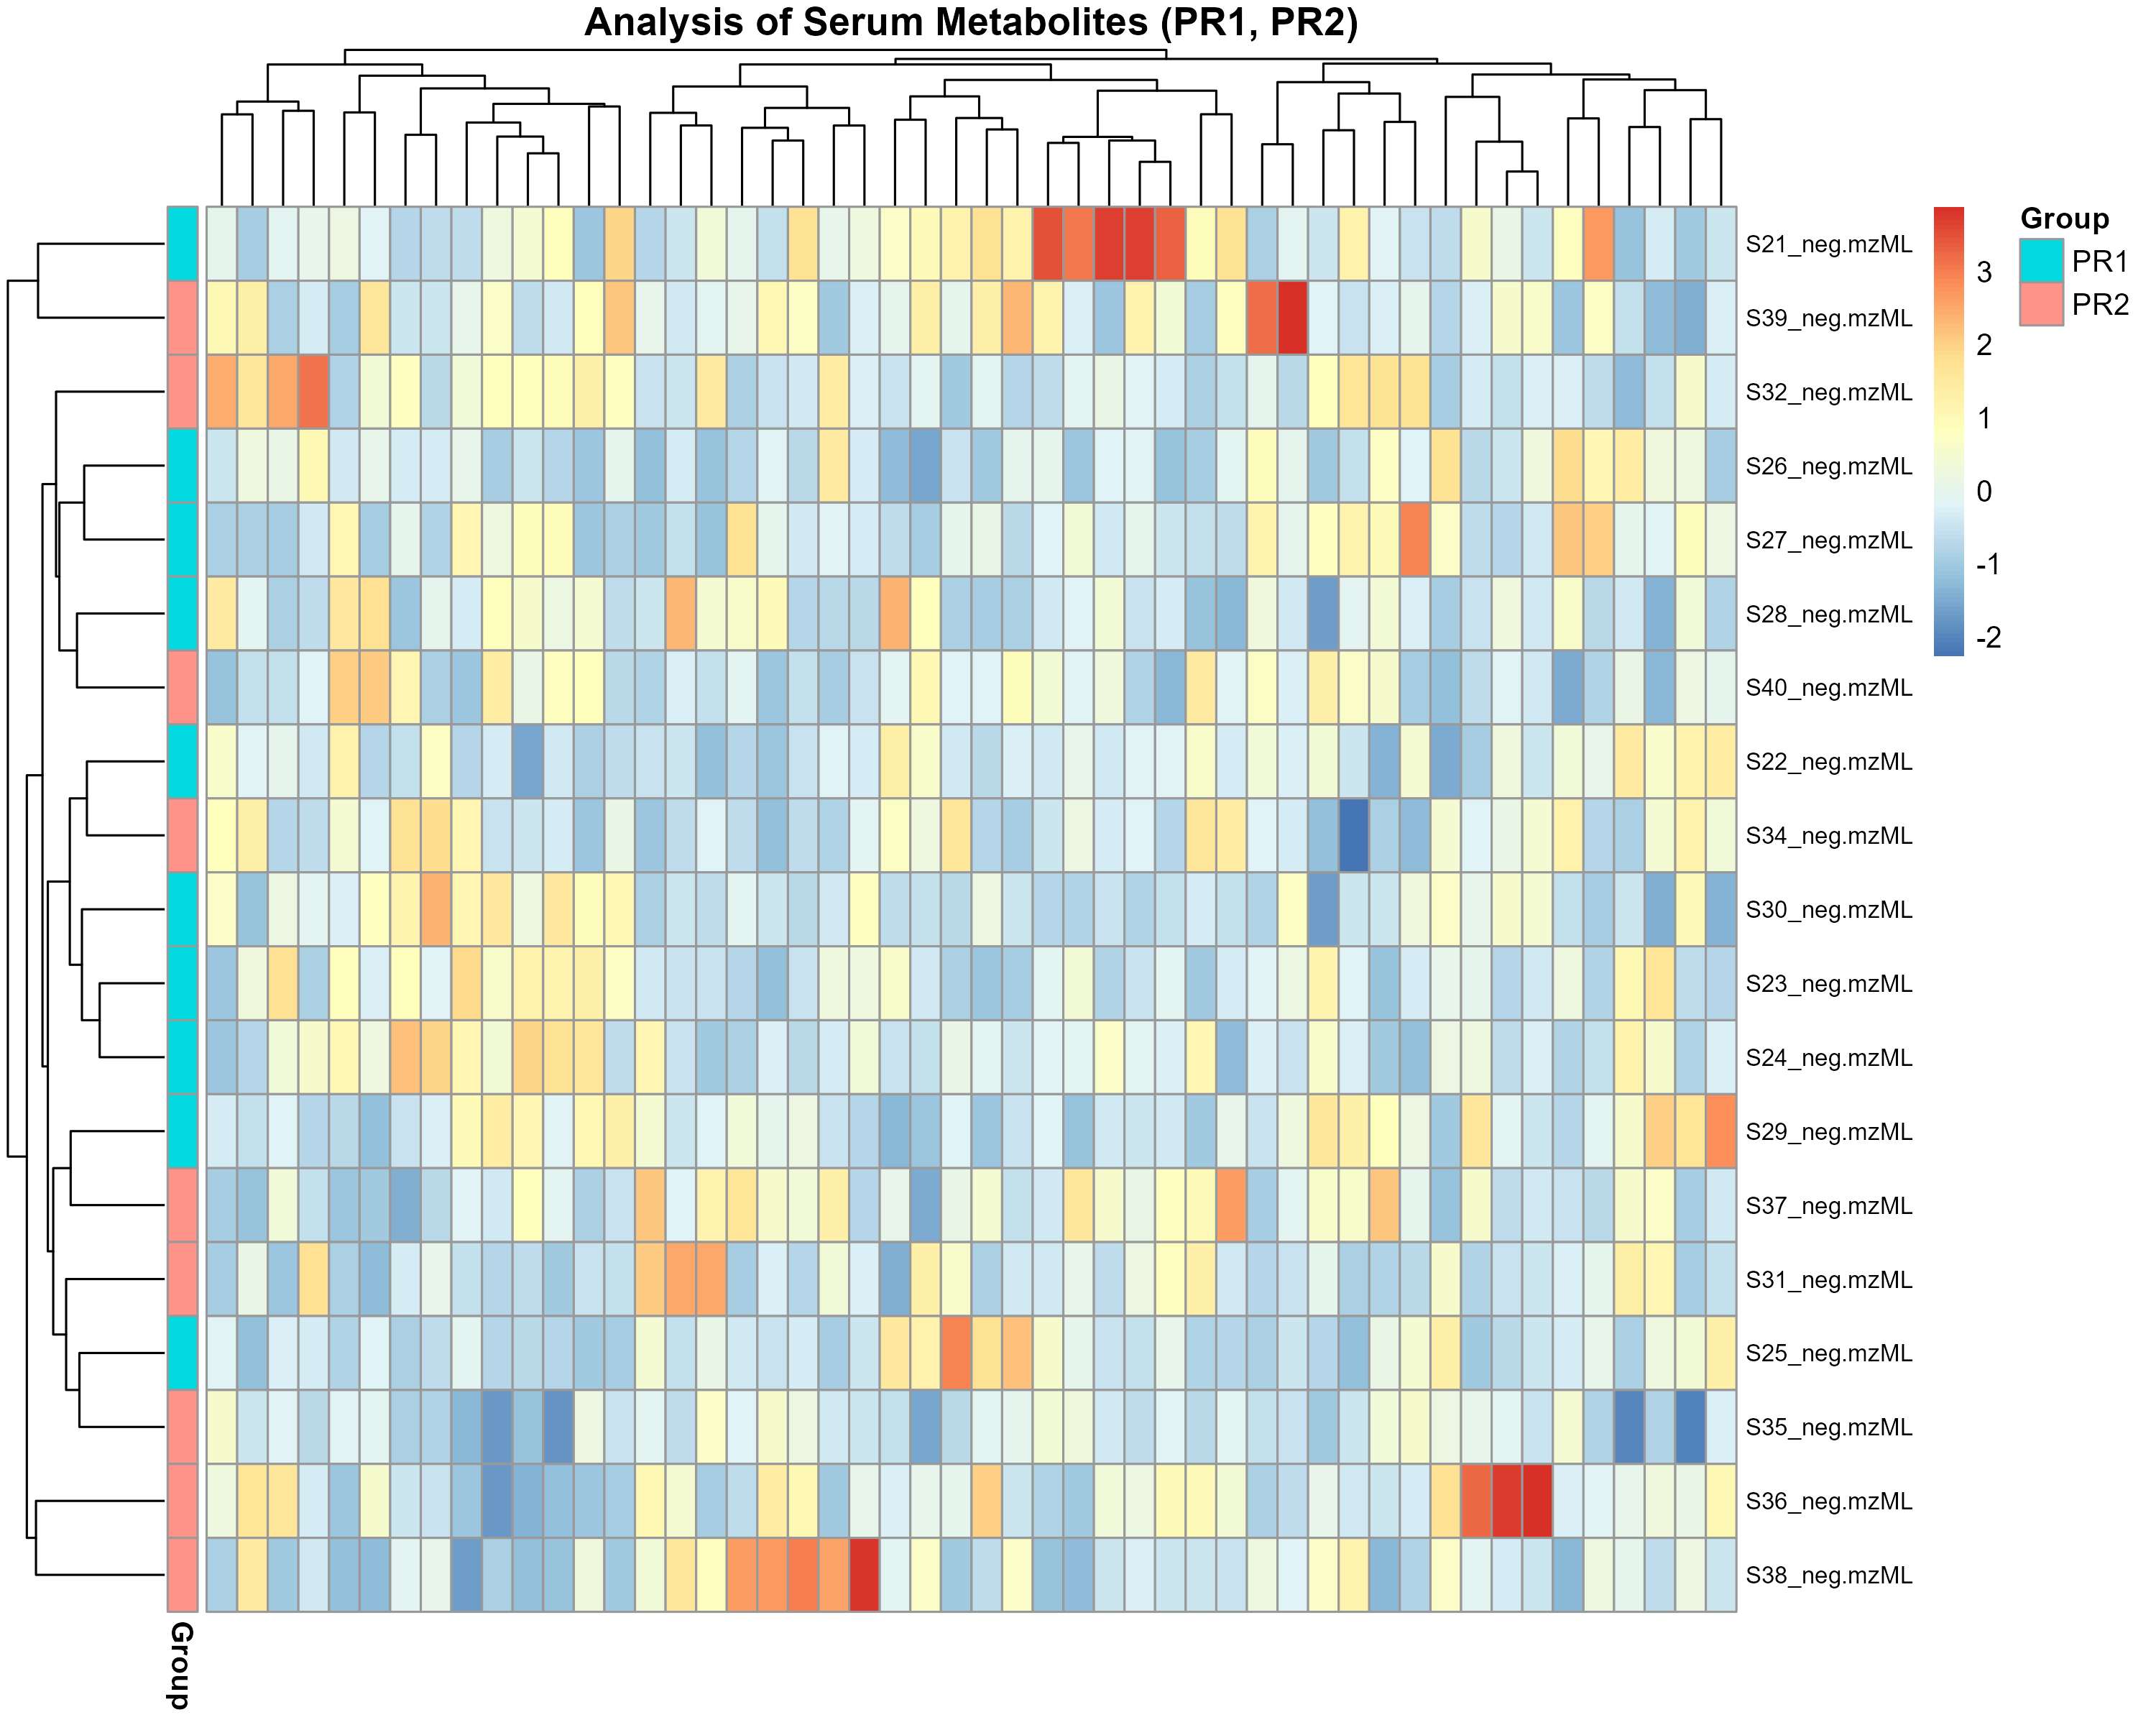 Analysis of Serum Metabolites (PR1, PR2)
S21_neg.mzML
S39_neg.mzML
S32_neg.mzML
S26_neg.mzML
S27_neg.mzML
S28_neg.mzML
S40_neg.mzML
S22_neg.mzML
S34_neg.mzML
S30_neg.mzML
S23_neg.mzML
S24_neg.mzML
S29_neg.mzML
S37_neg.mzML
S31_neg.mzML
S25_neg.mzML
S35_neg.mzML
S36_neg.mzML
S38_neg.mzML
3
2
1
0
-1
-2
Group
PR1
PR2
Group